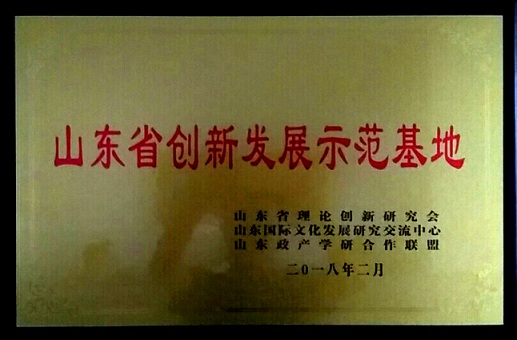 山东省创新发展示范基地
山东省理论创新研究会
山东国际文化发展研究交流中心
山东政产学研合作联盟
二0一八年二月